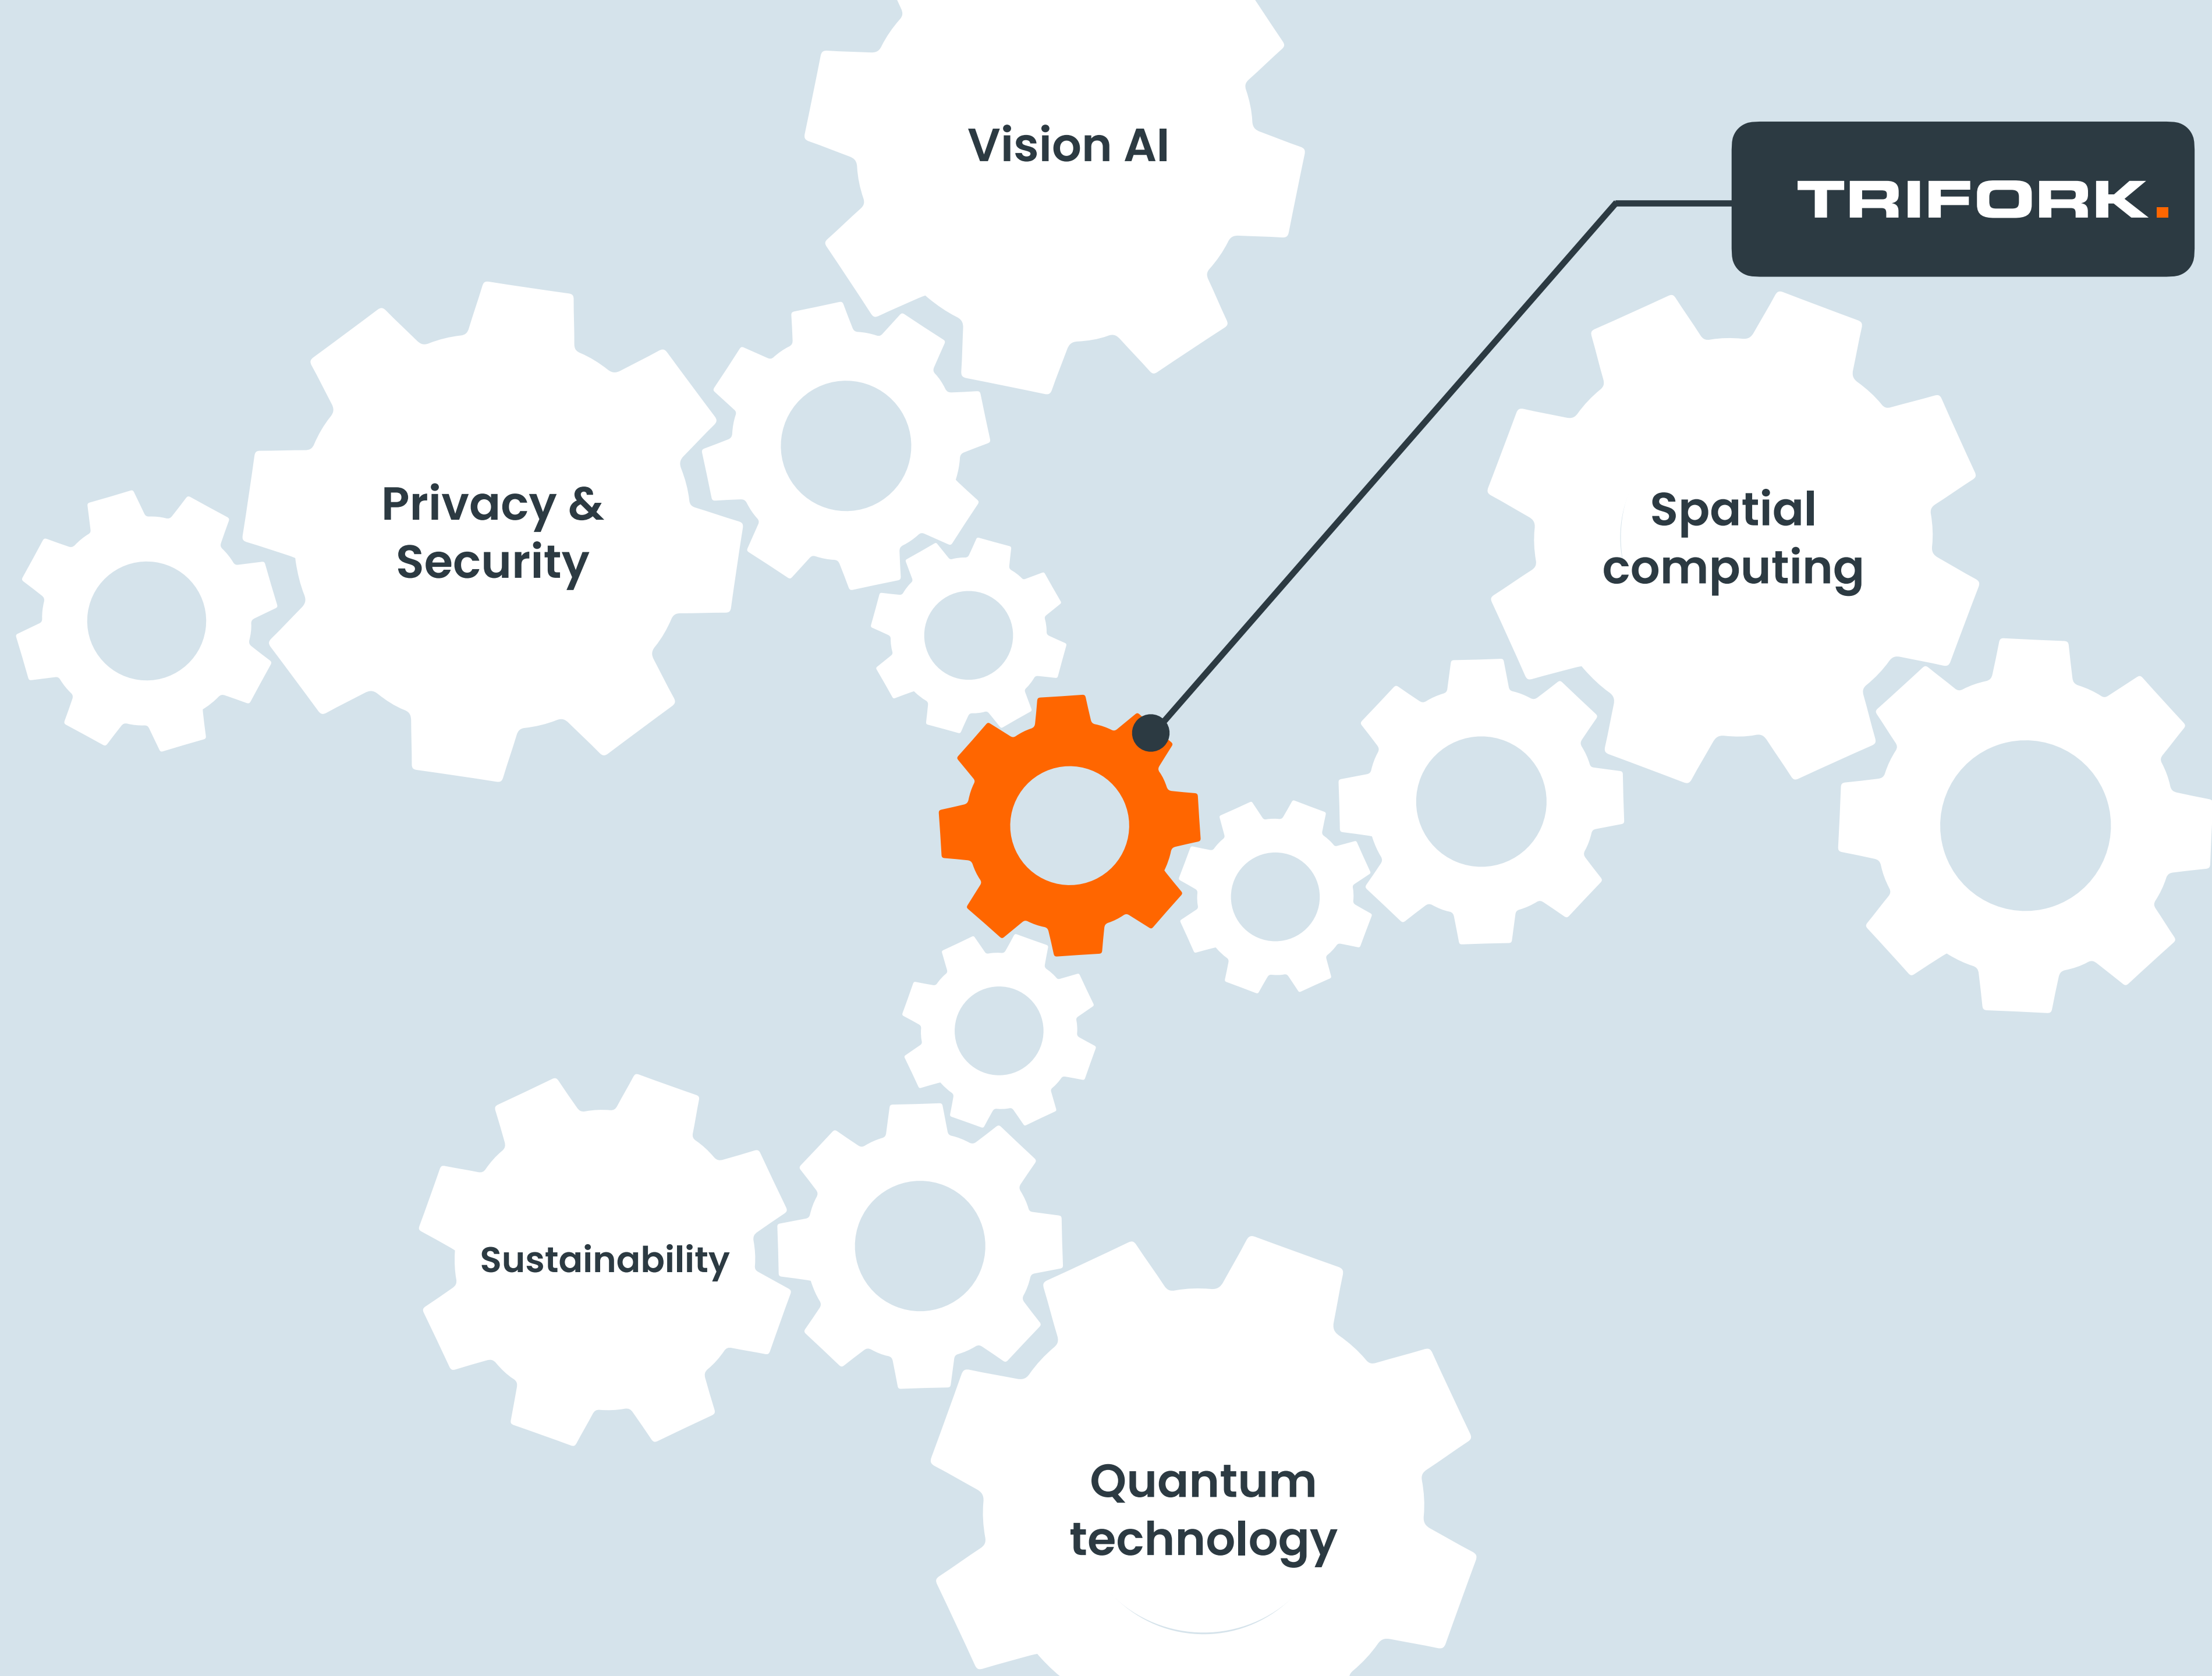 Vision AI
TRIFORK.
Privacy &
Security
Spatial
computing
Sustainability
Quantum
technology